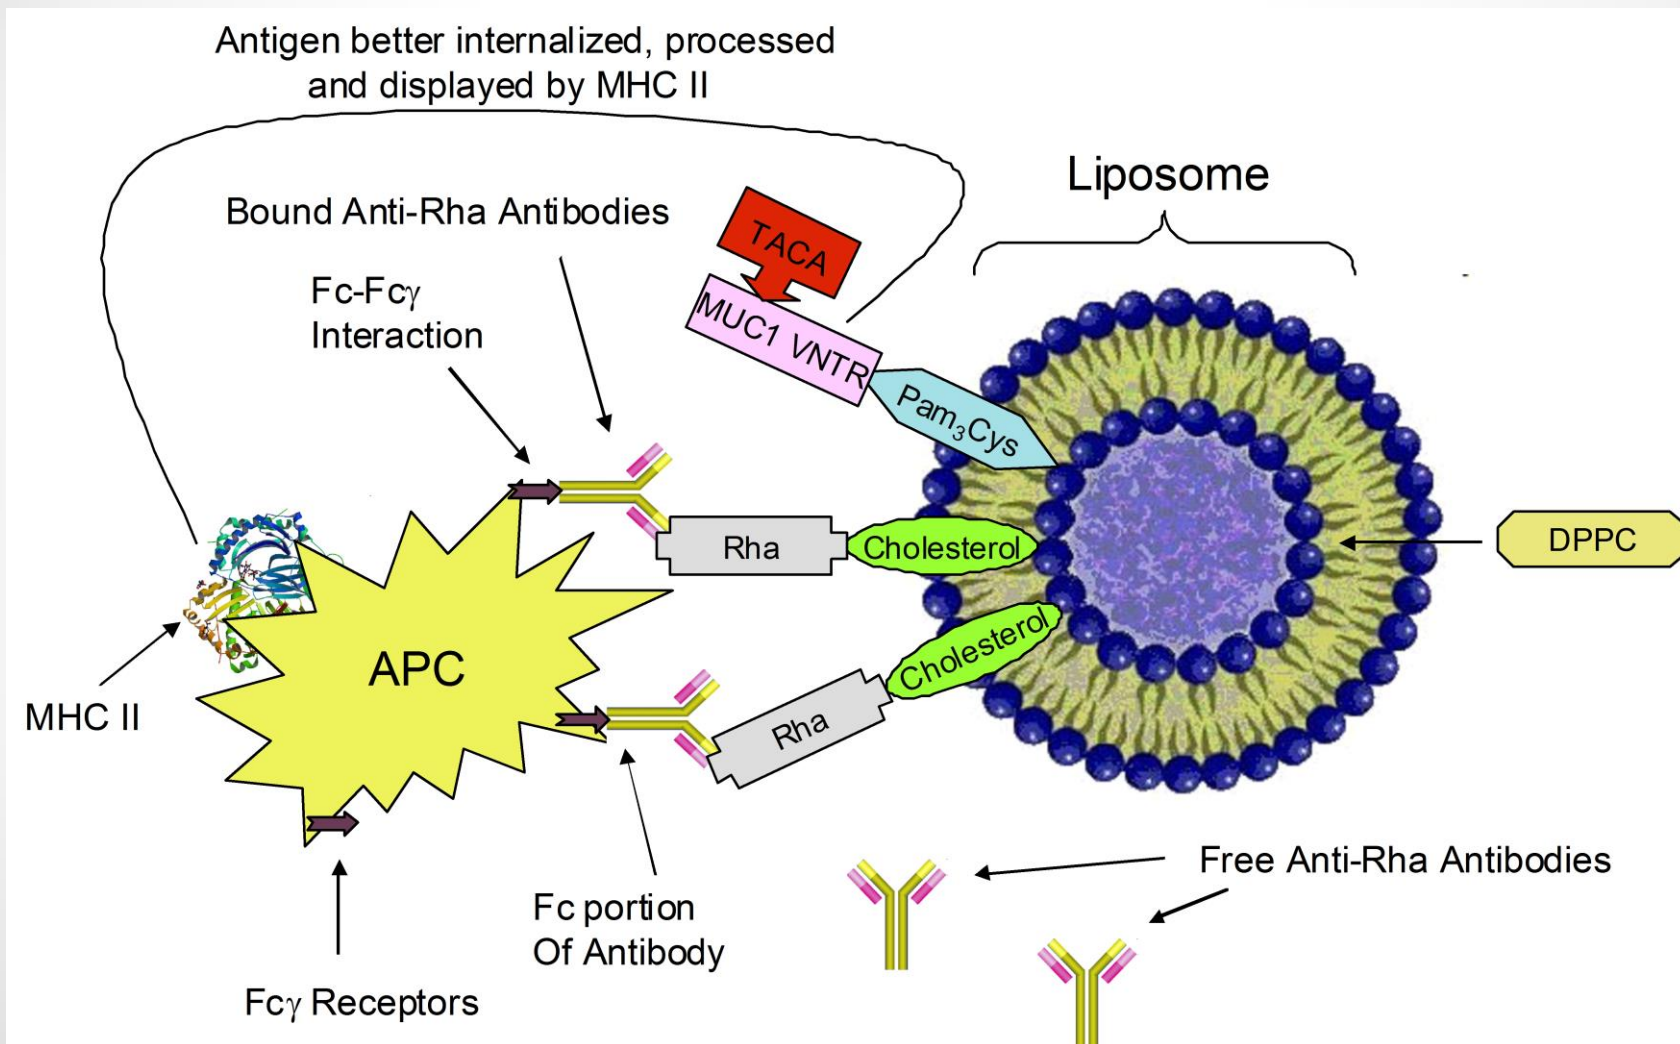 Antigen better internalized, processed
and displayed by MHC II
Liposome
Bound Anti-Rha Antibodies
TACA
Fc-Fcγ
Interaction
MUC1 VNTR
Pam₃Cys
Rha
Cholesterol
DPPC
Cholesterol
APC
Rha
MHC II
Free Anti-Rha Antibodies
Fc portion
Of Antibody
Fcγ Receptors